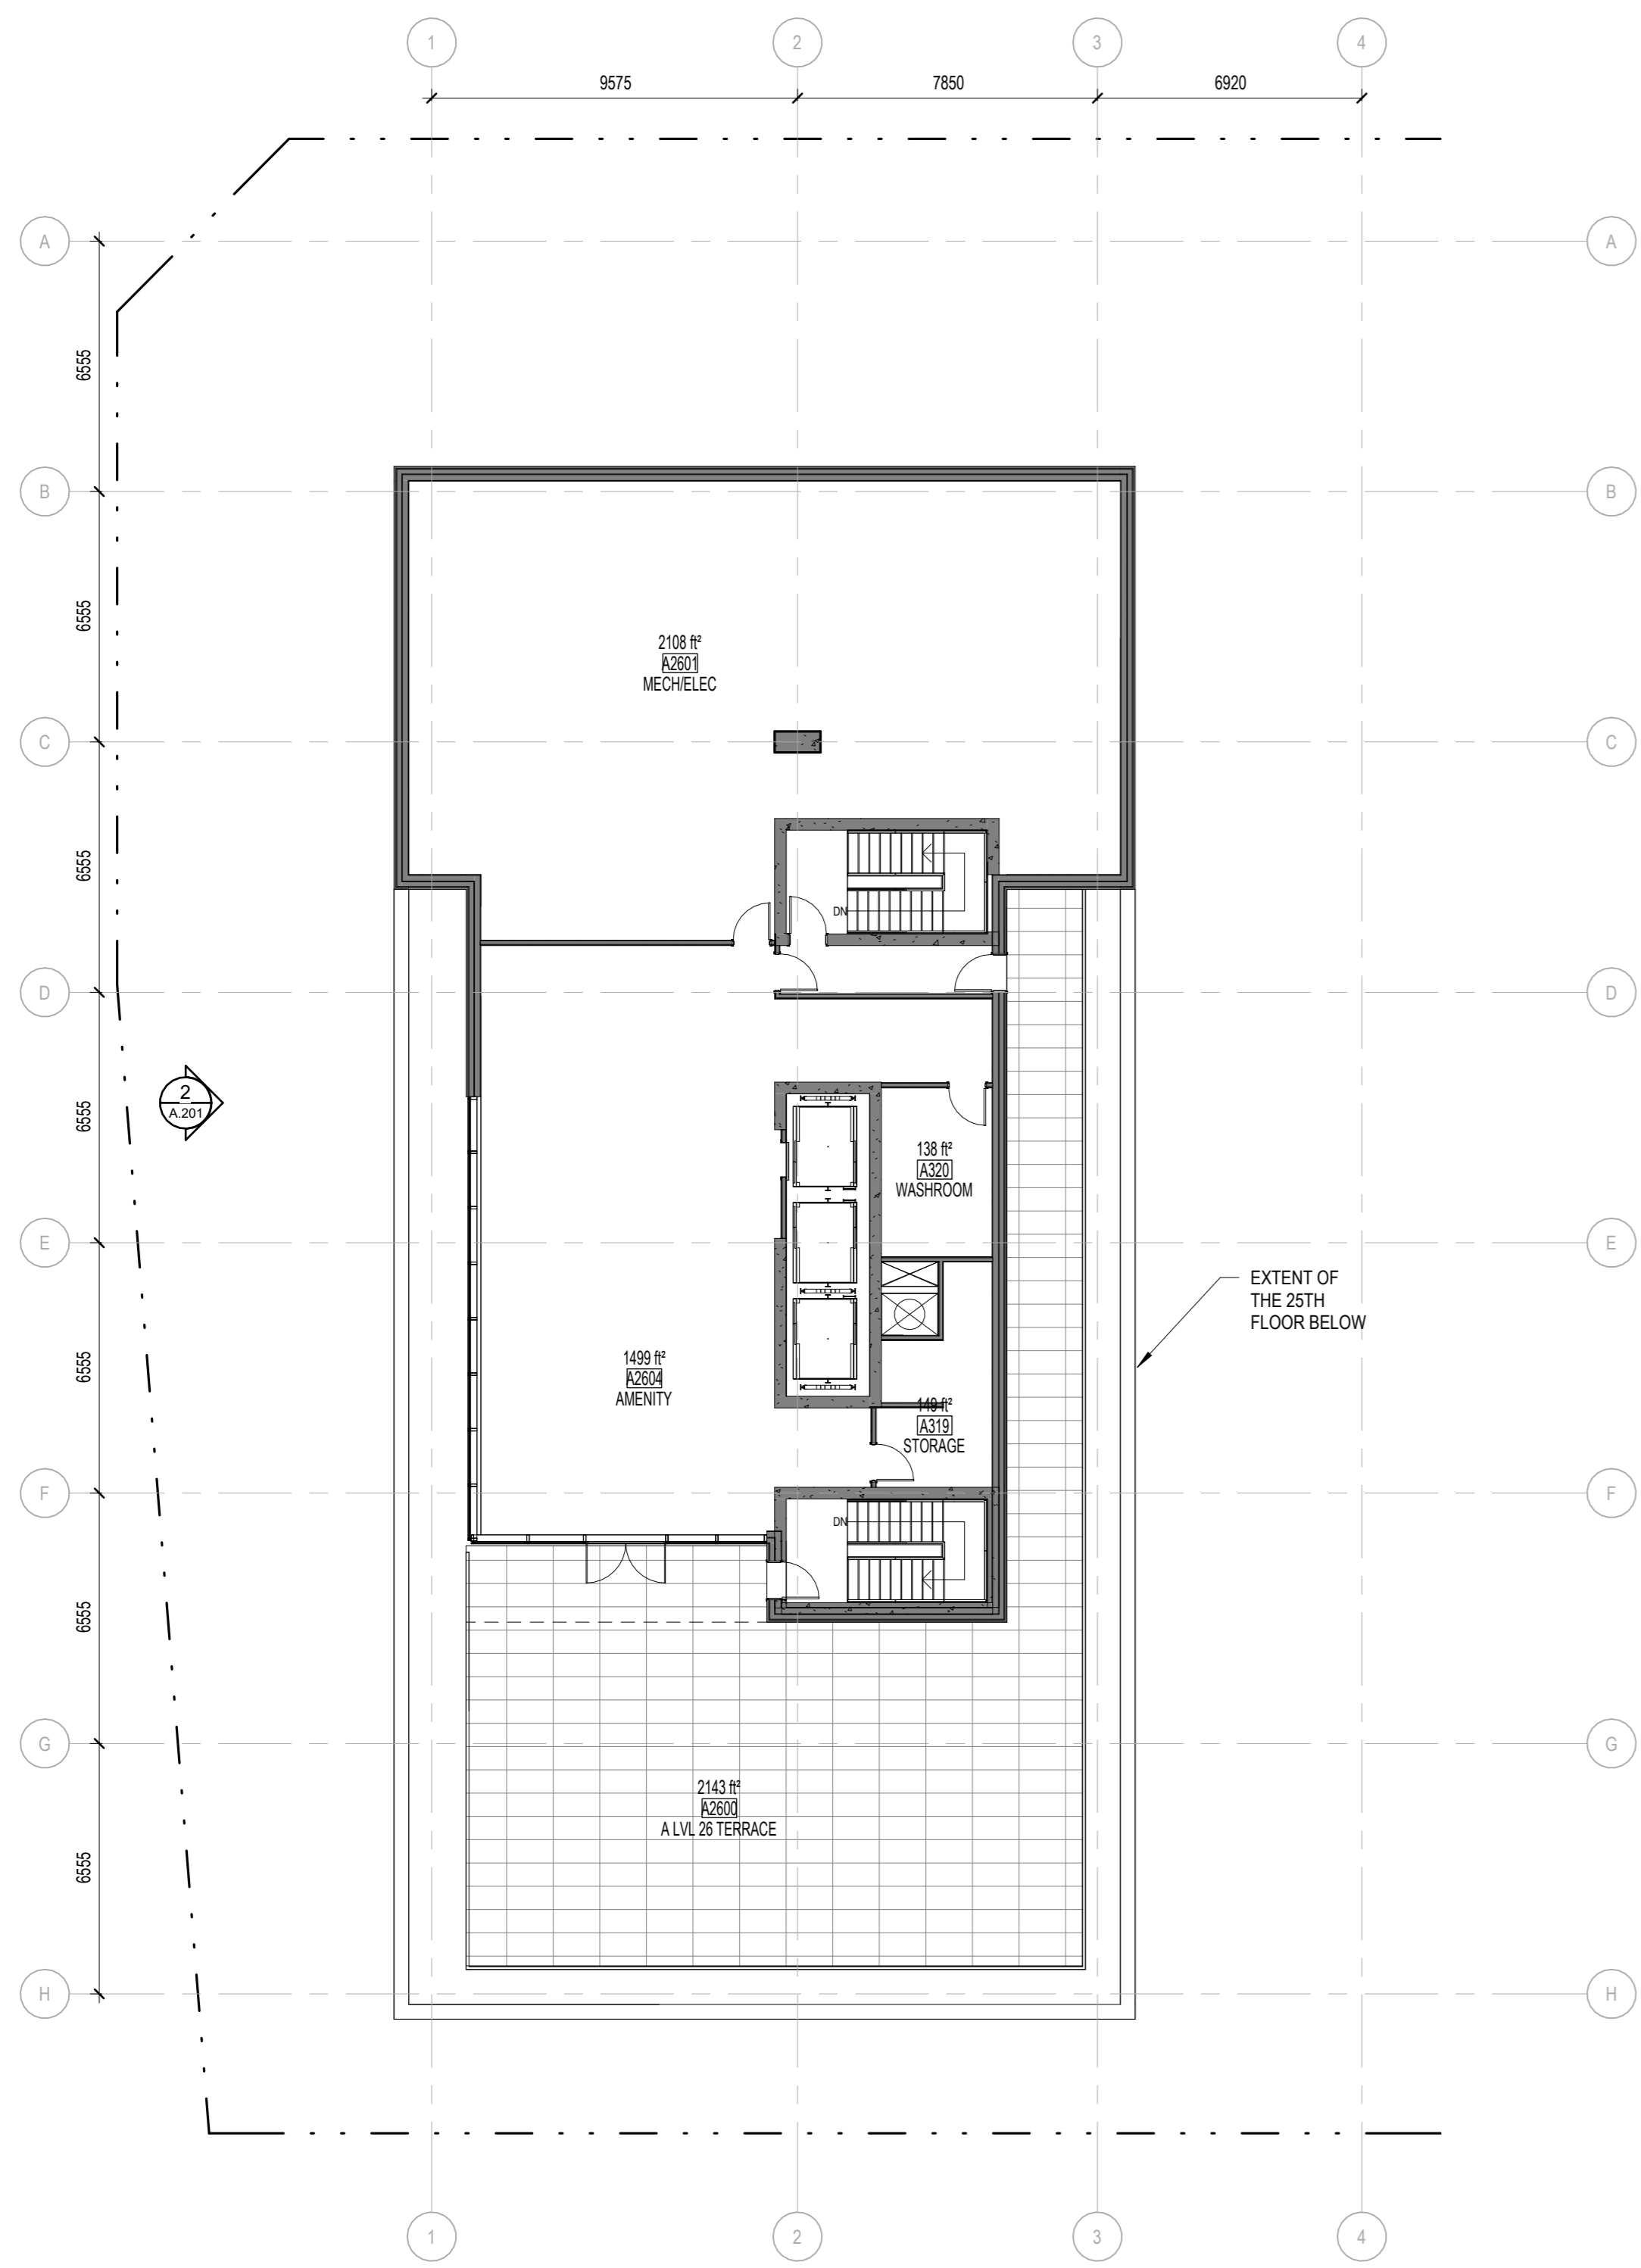 1
2
3
4
9575
7850
6920
A
A
6555
B
B
6555
2108 ft²
A2601
MECH/ELEC
C
C
6555
DN
D
D
6555
2
A.201
138 ft²
A320
WASHROOM
E
E
EXTENT OF
THE 25TH
FLOOR BELOW
6555
1499 ft²
A2604
AMENITY
149 ft²
A319
STORAGE
F
F
DN
6555
G
G
2143 ft²
A2600
A LVL 26 TERRACE
6555
H
H
1
2
3
4